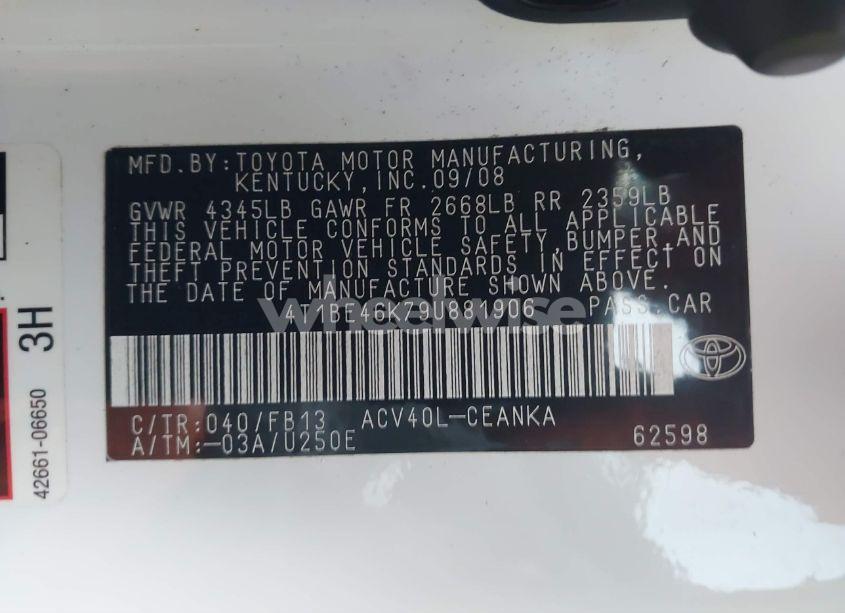 MFD.BY:TOYOTA MOTOR MANUFACTURING,
KENTUCKY,INC.09/08
GVWR 4345LB GAWR FR 2668LB RR 2359LB
THIS VEHICLE CONFORMS TO ALL APPLICABLE
FEDERAL MOTOR VEHICLE SAFETY,BUMPER,AND
THEFT PREVENTION STANDARDS IN EFFECT ON
THE DATE OF MANUFACTURE SHOWN ABOVE.
4T1BE46K79U881906 PASS.CAR
wheelwise
C/TR:040/FB13 ACV40L-CEANKA
A/TM:-03A/U250E 62598
42661-06650 3H